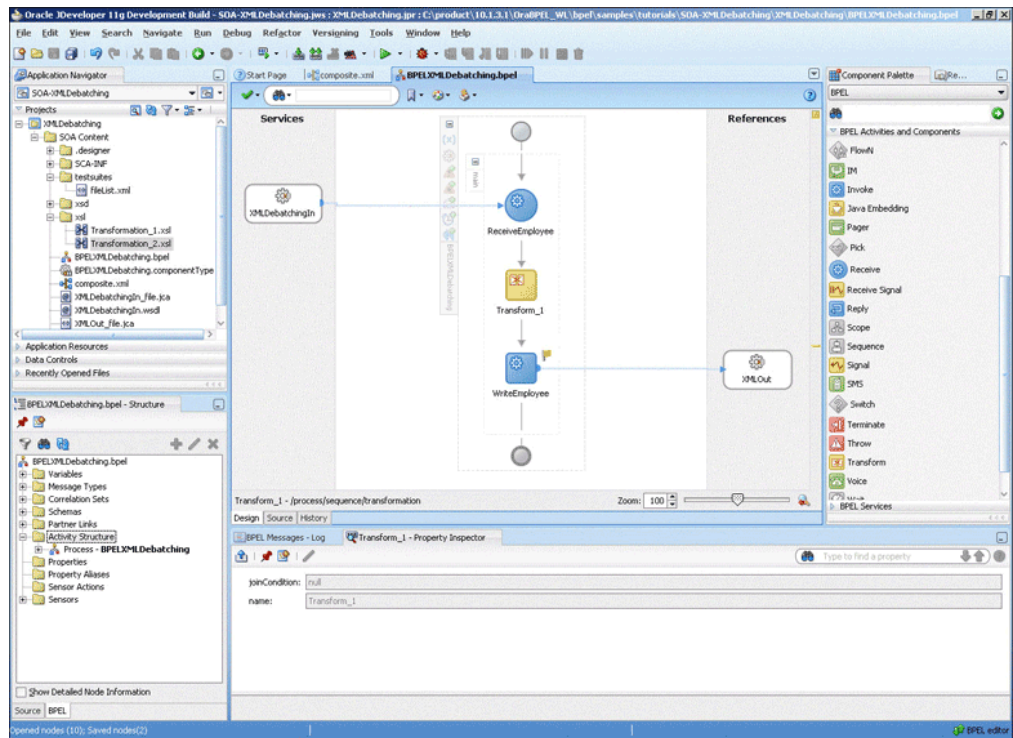 Oracle JDeveloper 11g Development Build - SOA-XMLDebatching.jws : XMLDebatching.jpr : C:\product\10.1.3.1\OraBPEL_WL\bpel\samples\tutorials\SOA-XMLDebatching\XMLDebatching\BPELXMLDebatching.bpel
File Edit View Search Navigate Run Debug Refactor Versioning Tools Window Help
Application Navigator
SOA-XMLDebatching
Projects
XMLDebatching
SOA Content
.designer
SCA-INF
testsuites
fileList.xml
xsd
xsl
Transformation_1.xsl
Transformation_2.xsl
BPELXMLDebatching.bpel
BPELXMLDebatching.componentType
composite.xml
XMLDebatchingIn_file.jca
XMLDebatchingIn.wsdl
XMLOut_file.jca
Application Resources
Data Controls
Recently Opened Files
BPELXMLDebatching.bpel - Structure
BPELXMLDebatching.bpel
Variables
Message Types
Correlation Sets
Schemas
Partner Links
Activity Structure
Process - BPELXMLDebatching
Properties
Property Aliases
Sensor Actions
Sensors
Show Detailed Node Information
Source BPEL
Start Page composite.xml BPELXMLDebatching.bpel
Services
References
main
BPELXMLDebatching
XMLDebatchingIn
ReceiveEmployee
Transform_1
WriteEmployee
XMLOut
Transform_1 - /process/sequence/transformation
Zoom: 100
Design Source History
BPEL Messages - Log Transform_1 - Property Inspector
Type to find a property
joinCondition: null
name: Transform_1
Component Palette Re...
BPEL
BPEL Activities and Components
FlowN
IM
Invoke
Java Embedding
Pager
Pick
Receive
Receive Signal
Reply
Scope
Sequence
Signal
SMS
Switch
Terminate
Throw
Transform
Voice
BPEL Services
Opened nodes (10); Saved nodes(2)
BPEL editor